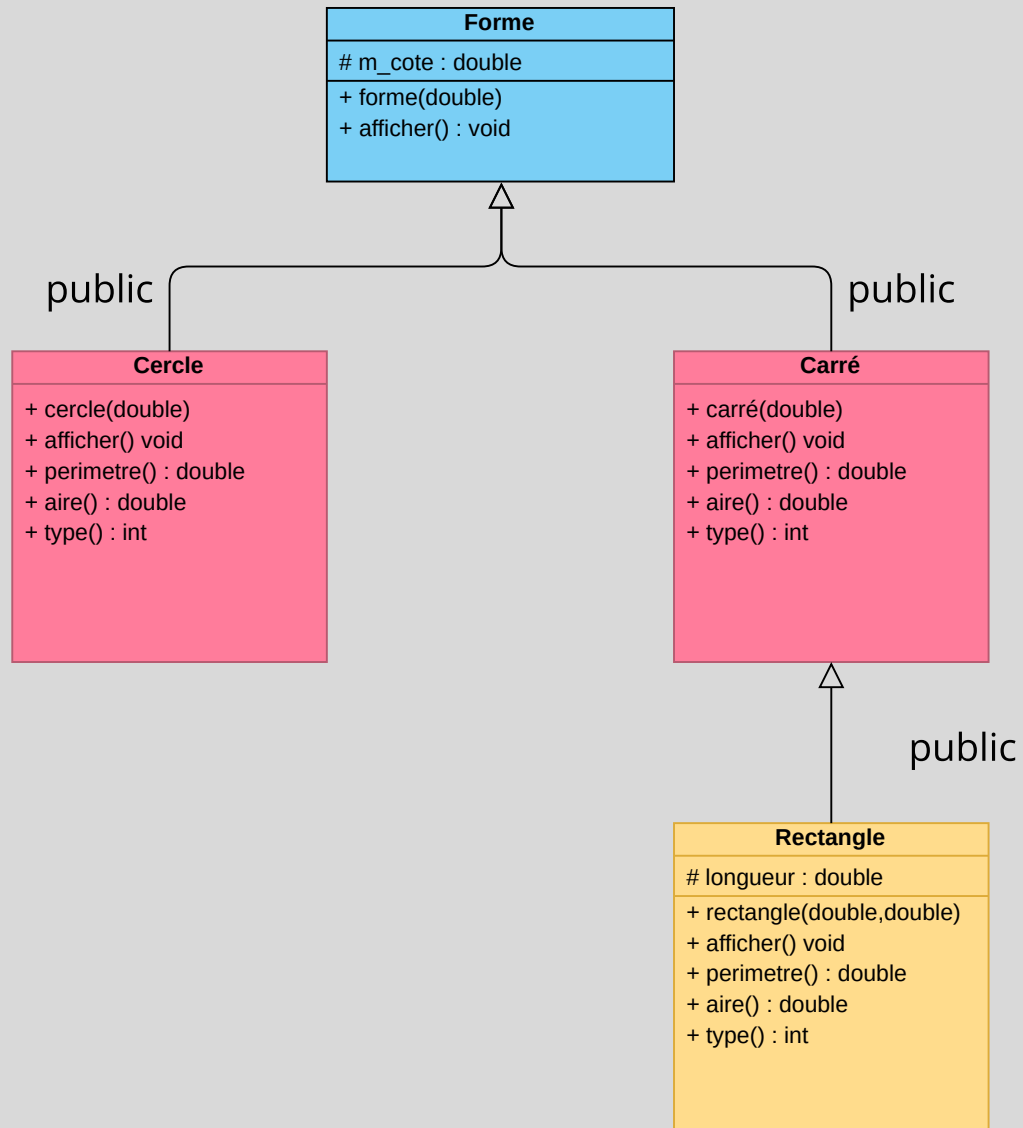 Forme
# m_cote : double
+ forme(double)
+ afficher() : void
public
public
Cercle
+ cercle(double)
+ afficher() void
+ perimetre() : double
+ aire() : double
+ type() : int
Carré
+ carré(double)
+ afficher() void
+ perimetre() : double
+ aire() : double
+ type() : int
public
Rectangle
# longueur : double
+ rectangle(double,double)
+ afficher() void
+ perimetre() : double
+ aire() : double
+ type() : int